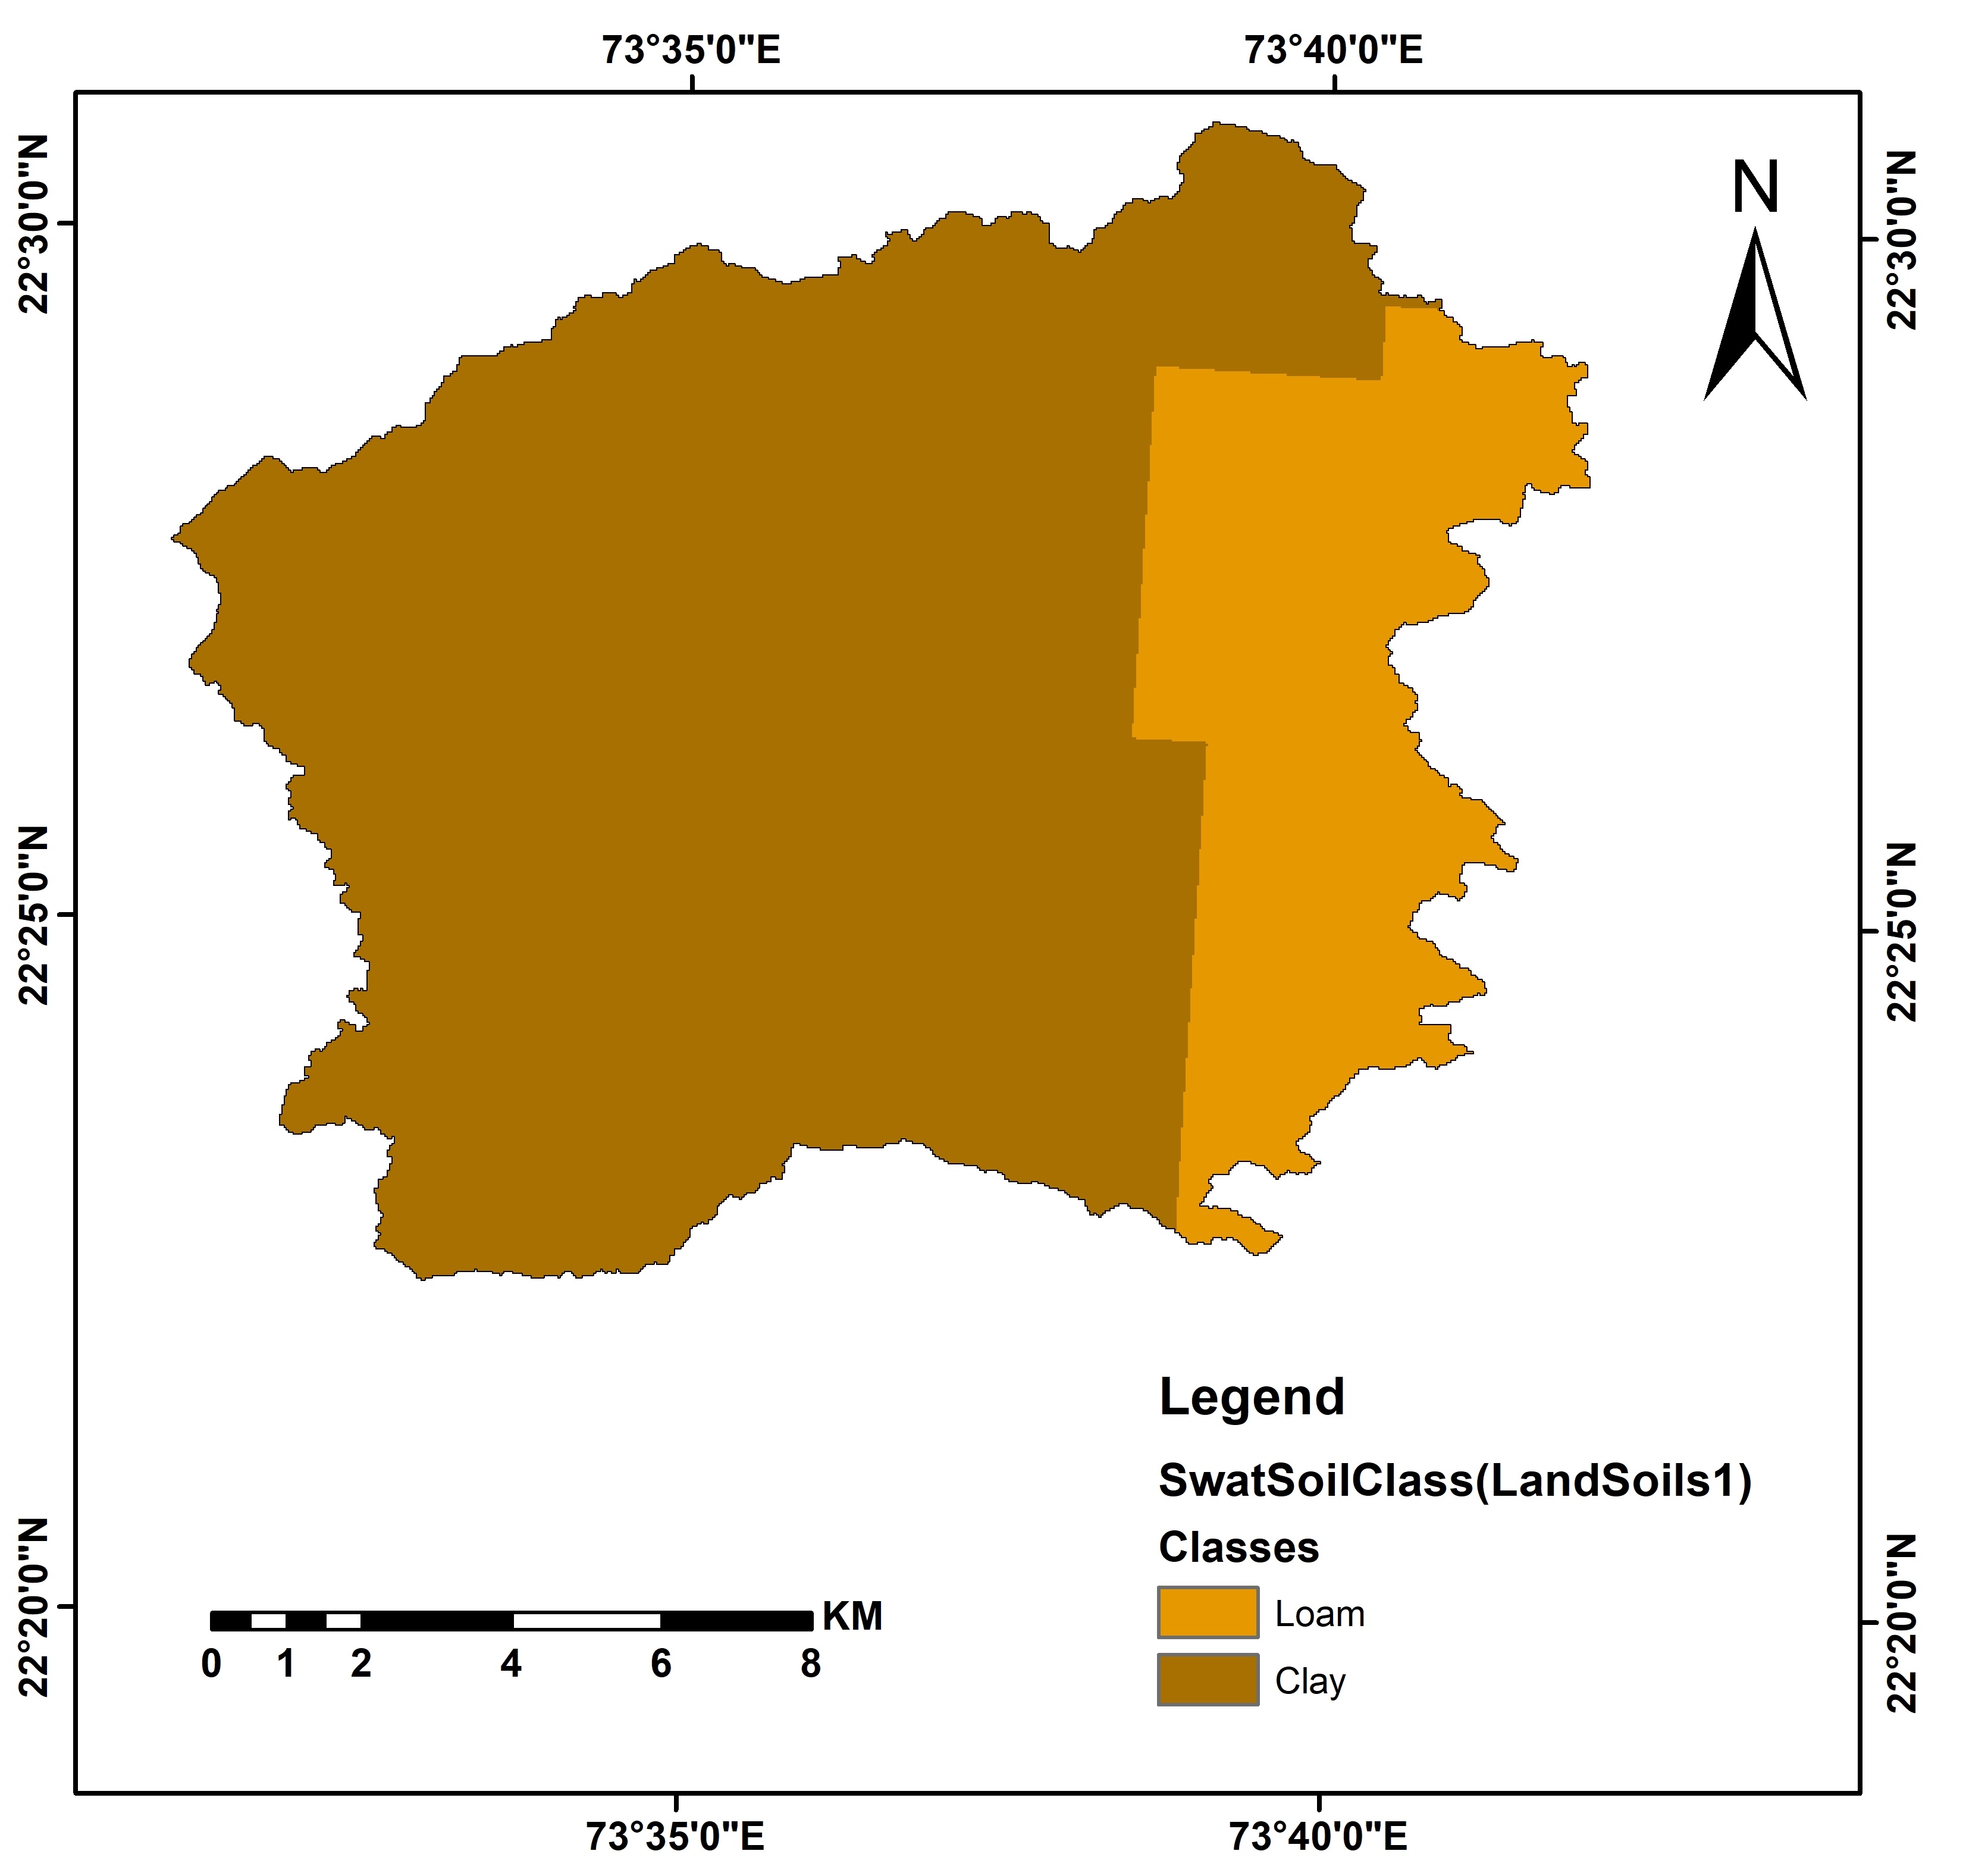 73°35'0"E 73°40'0"E
22°30'0"N
22°30'0"N
N
22°25'0"N
22°25'0"N
Legend
SwatSoilClass(LandSoils1)
Classes
Loam
Clay
22°20'0"N
22°20'0"N
KM
0 1 2 4 6 8
73°35'0"E 73°40'0"E